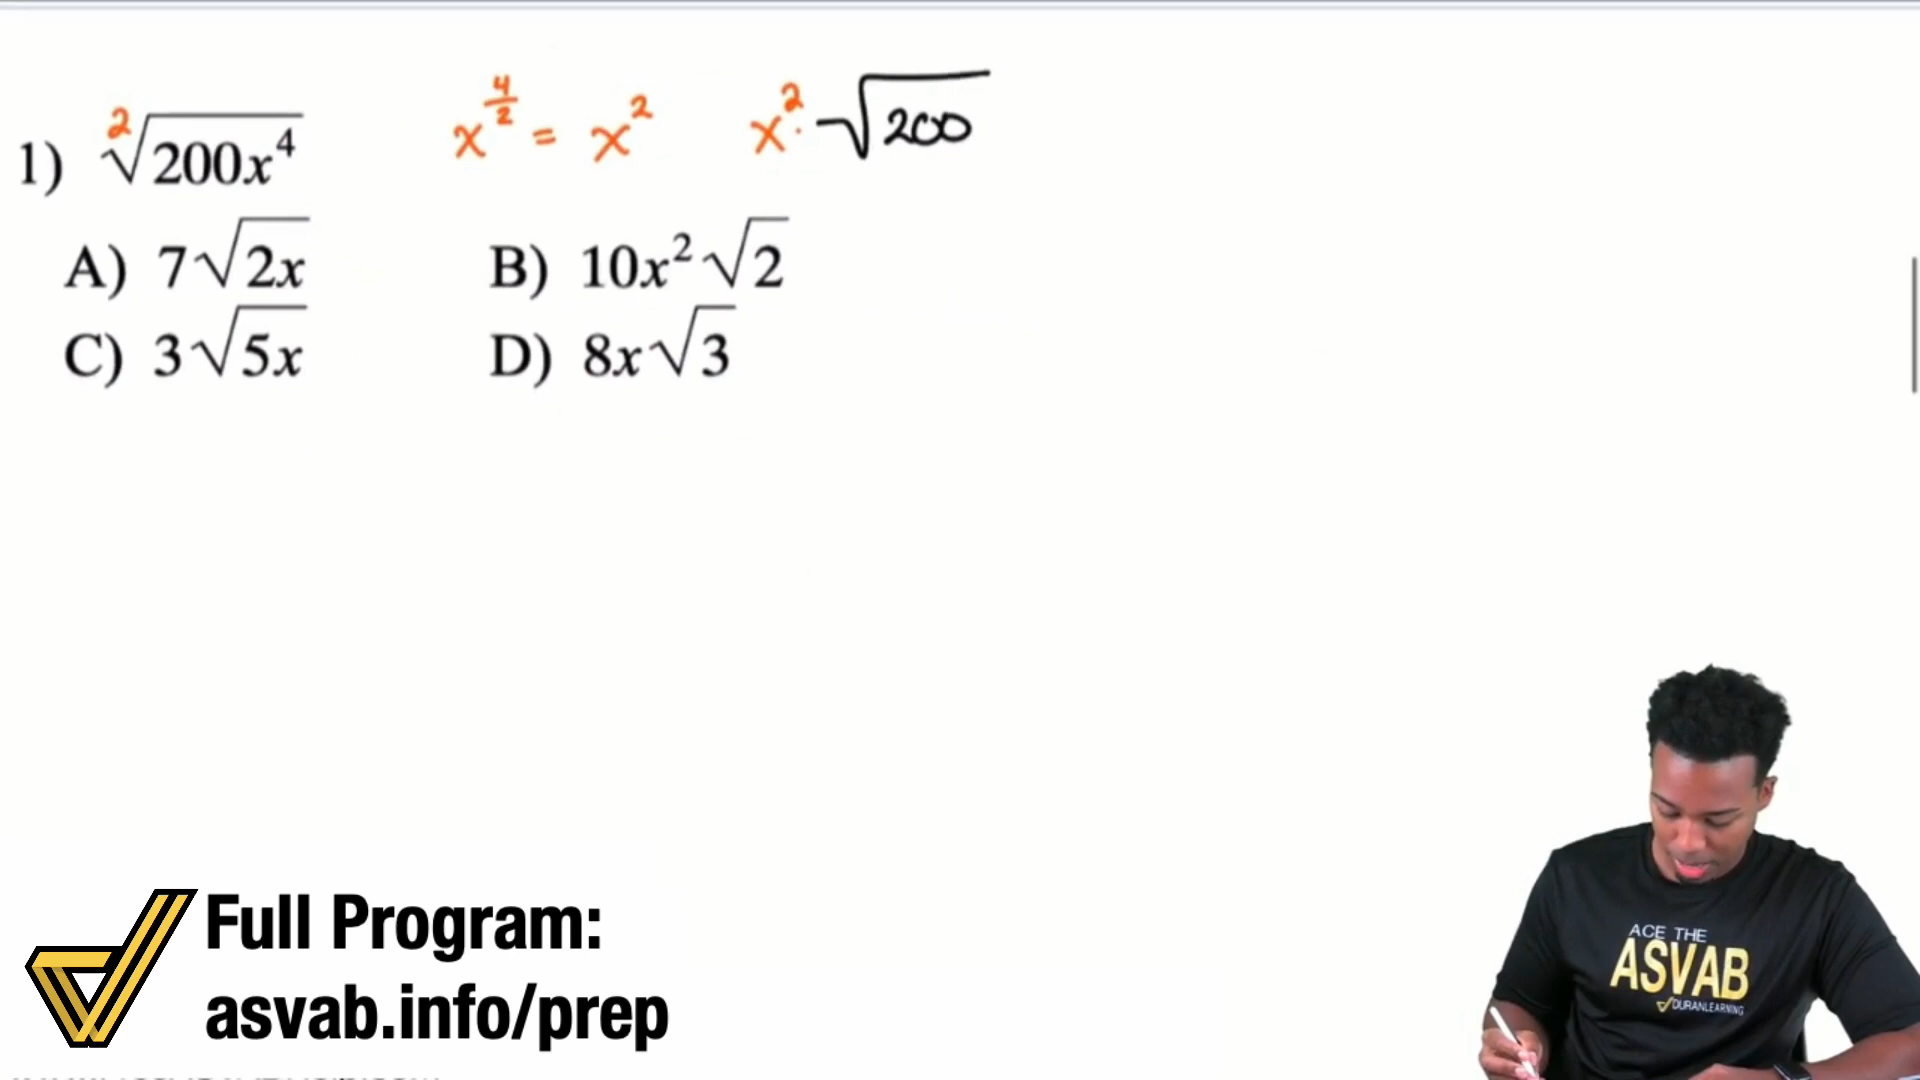 1) ²√200x⁴ x^(4/2) = x² x² · √200
A) 7√2x B) 10x²√2
C) 3√5x D) 8x√3
Full Program:
asvab.info/prep
ACE THE
ASVAB
DURANLEARNING